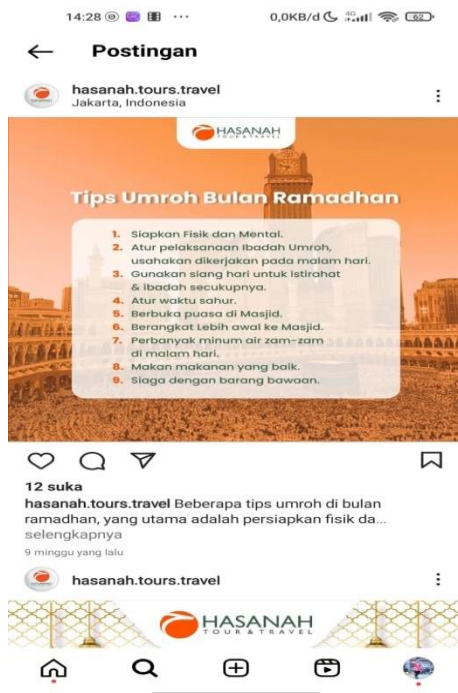 14:28
0,0KB/d
4G
62
Postingan
hasanah.tours.travel
Jakarta, Indonesia
HASANAH
TOUR & TRAVEL
Tips Umroh Bulan Ramadhan
1. Siapkan Fisik dan Mental.
2. Atur pelaksanaan Ibadah Umroh,
usahakan dikerjakan pada malam hari.
3. Gunakan siang hari untuk istirahat
& ibadah secukupnya.
4. Atur waktu sahur.
5. Berbuka puasa di Masjid.
6. Berangkat Lebih awal ke Masjid.
7. Perbanyak minum air zam-zam
di malam hari.
8. Makan makanan yang baik.
9. Siaga dengan barang bawaan.
12 suka
hasanah.tours.travel Beberapa tips umroh di bulan
ramadhan, yang utama adalah persiapkan fisik da...
selengkapnya
9 minggu yang lalu
hasanah.tours.travel
HASANAH
TOUR & TRAVEL